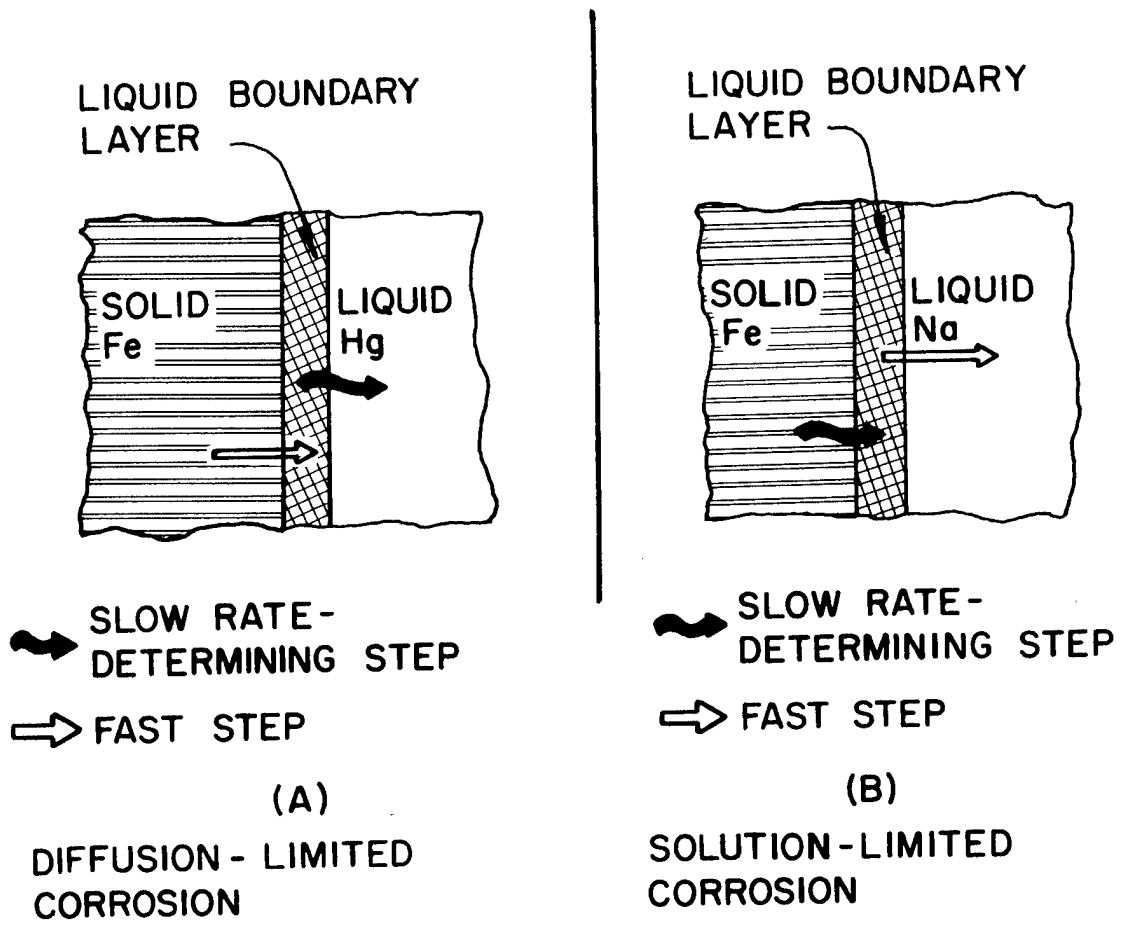 LIQUID BOUNDARY
LAYER
SOLID
Fe
LIQUID
Hg
SLOW RATE-
DETERMINING STEP
FAST STEP
(A)
DIFFUSION - LIMITED
CORROSION
LIQUID BOUNDARY
LAYER
SOLID
Fe
LIQUID
Na
SLOW RATE-
DETERMINING STEP
FAST STEP
(B)
SOLUTION-LIMITED
CORROSION